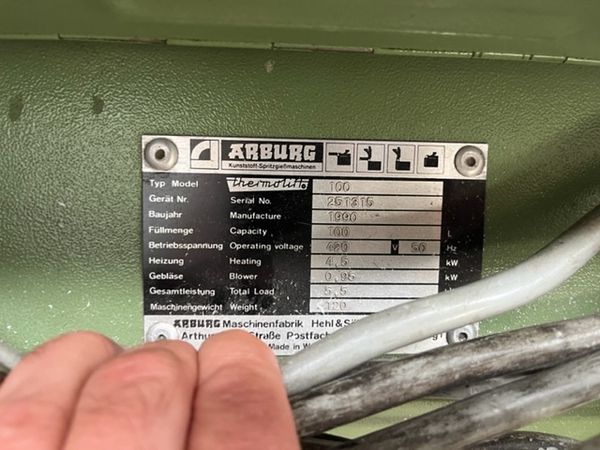 ARBURG
Kunststoff-Spritzgießmaschinen
Typ Model thermolift 100
Gerät Nr. Serial No. 251315
Baujahr Manufacture 1990
Füllmenge Capacity 100 L
Betriebsspannung Operating voltage 420 V 50 Hz
Heizung Heating 4,5 kW
Gebläse Blower 0,95 kW
Gesamtleistung Total Load 5,5 kW
Maschinengewicht Weight
ARBURG Maschinenfabrik Hehl &
Arthur Straße Postfach
Made in